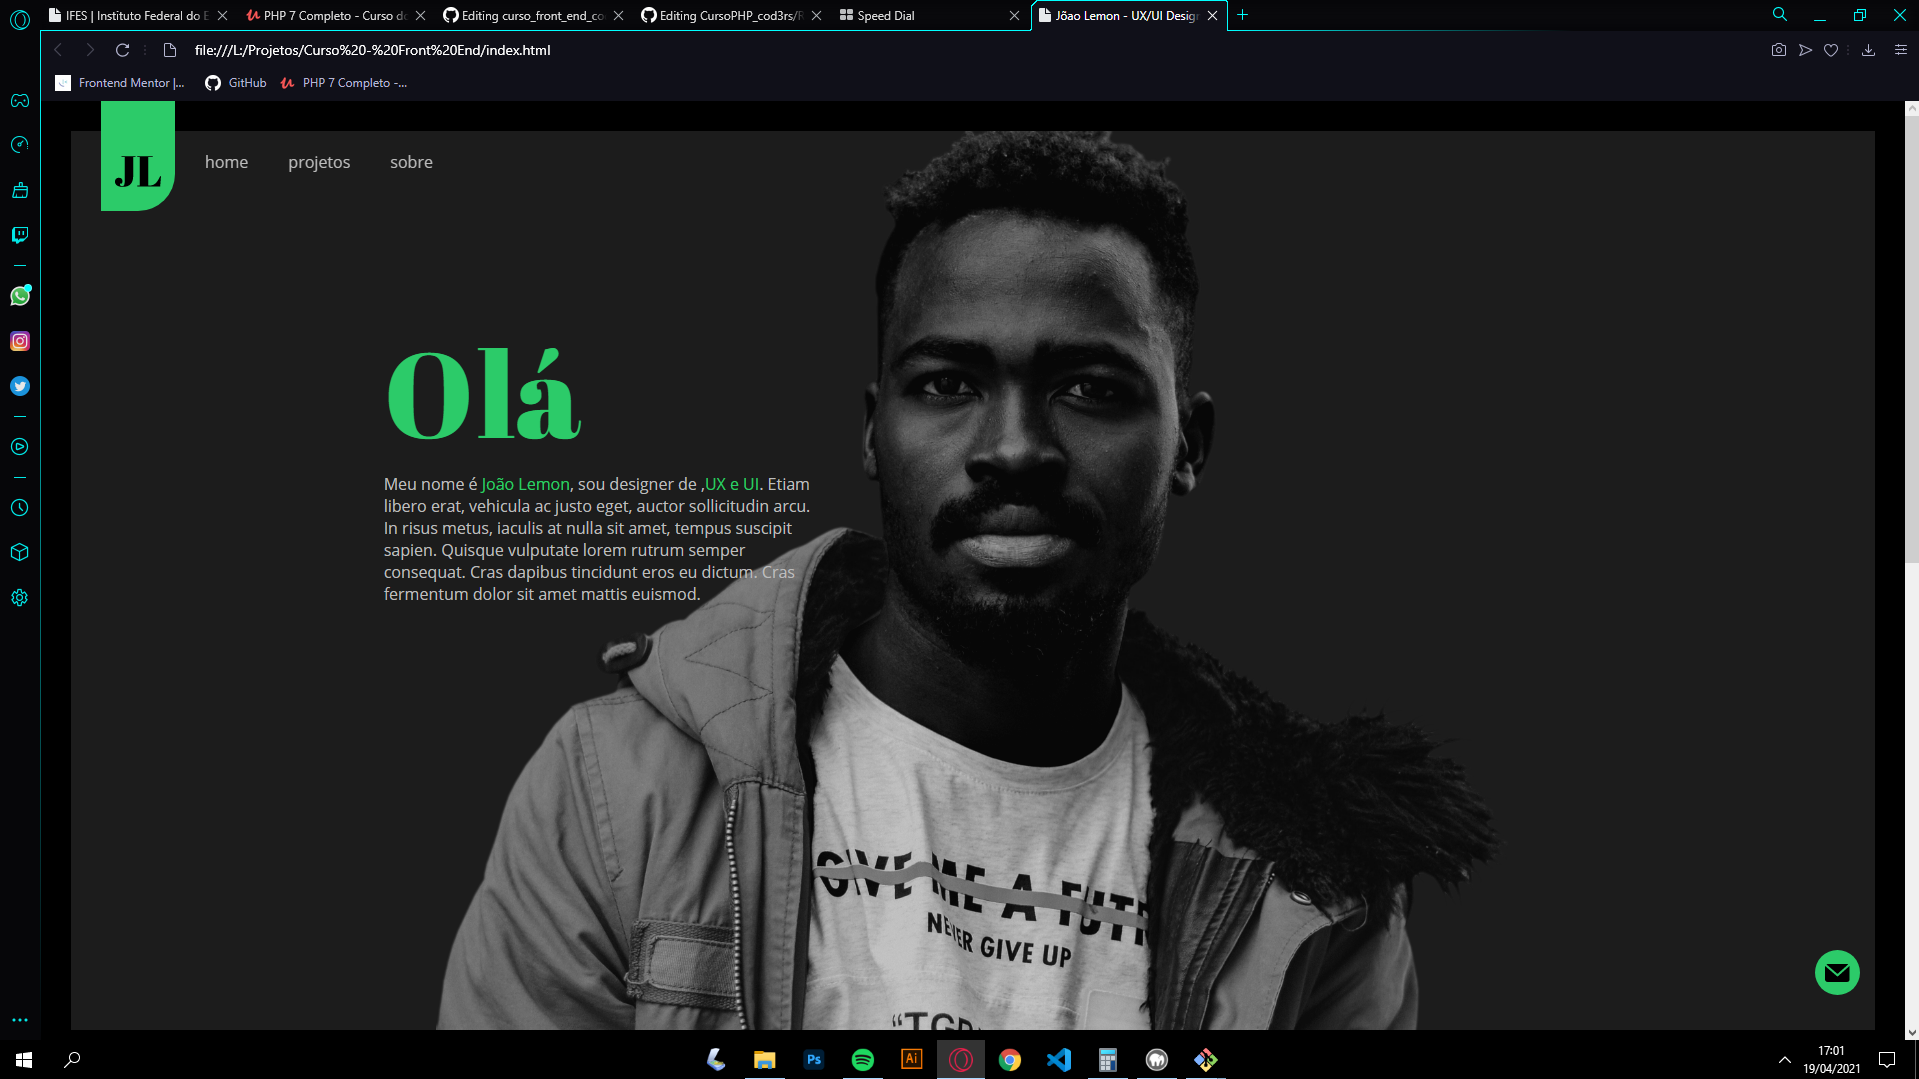 IFES | Instituto Federal do E
PHP 7 Completo - Curso do
Editing curso_front_end_co
Editing CursoPHP_cod3rs/R
Speed Dial
Jõao Lemon - UX/UI Design
file:///L:/Projetos/Curso%20-%20Front%20End/index.html
Frontend Mentor |...
GitHub
PHP 7 Completo -...
JL
home
projetos
sobre
Olá
Meu nome é João Lemon, sou designer de ,UX e UI. Etiam
libero erat, vehicula ac justo eget, auctor sollicitudin arcu.
In risus metus, iaculis at nulla sit amet, tempus suscipit
sapien. Quisque vulputate lorem rutrum semper
consequat. Cras dapibus tincidunt eros eu dictum. Cras
fermentum dolor sit amet mattis euismod.
GIVE ME A FUTR
NEVER GIVE UP
Ps
Ai
17:01
19/04/2021